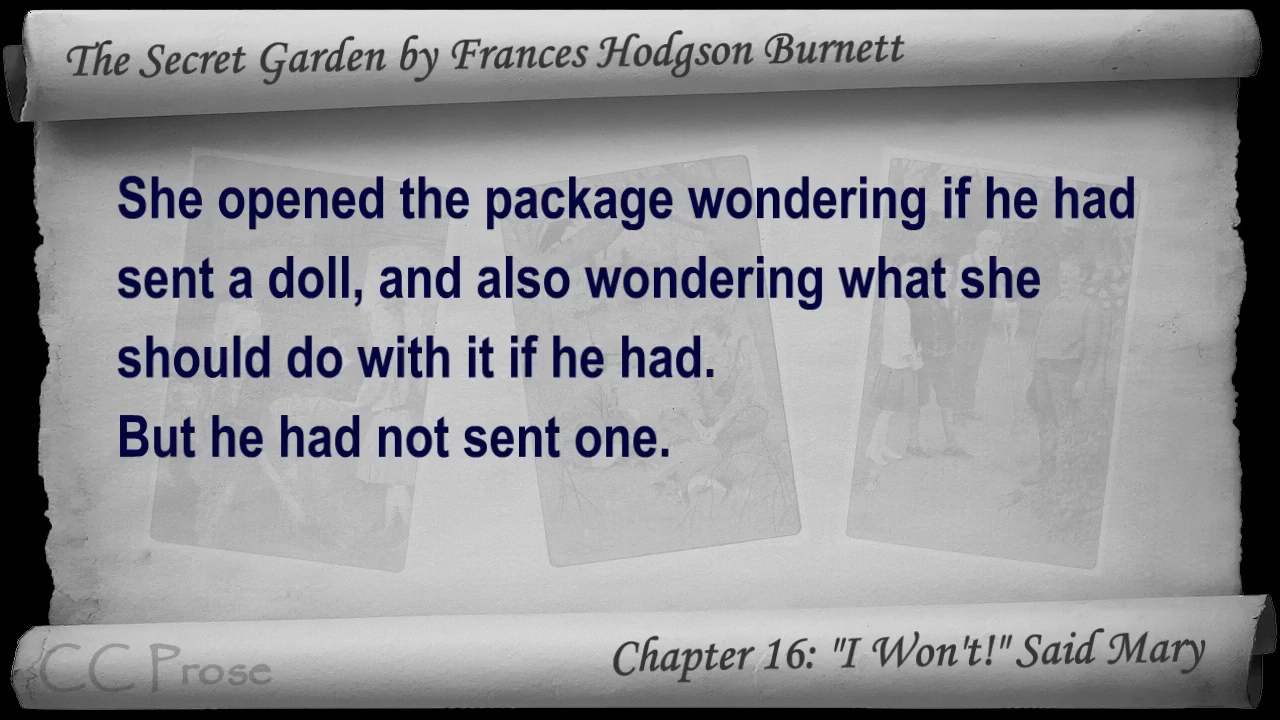 The Secret Garden by Frances Hodgson Burnett
She opened the package wondering if he had
sent a doll, and also wondering what she
should do with it if he had.
But he had not sent one.
CC Prose
Chapter 16: "I Won't!" Said Mary